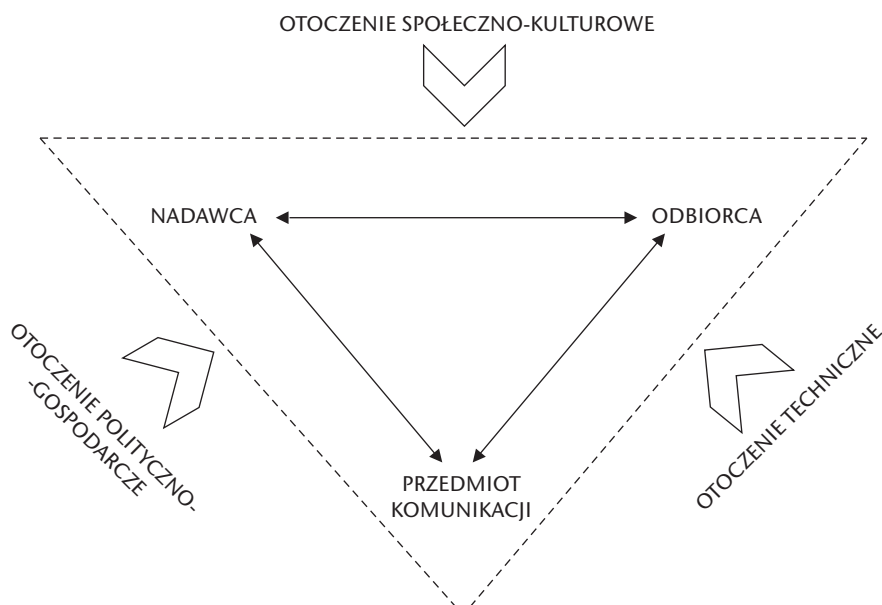 OTOCZENIE SPOŁECZNO-KULTUROWE
NADAWCA
ODBIORCA
OTOCZENIE POLITYCZNO-
-GOSPODARCZE
OTOCZENIE TECHNICZNE
PRZEDMIOT
KOMUNIKACJI